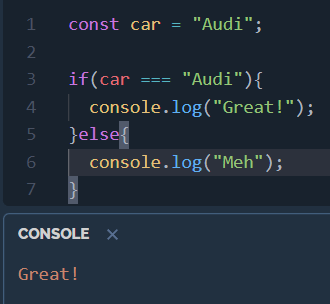 1 const car = "Audi";
2
3 if(car === "Audi"){
4   console.log("Great!");
5 }else{
6   console.log("Meh");
7 }
CONSOLE ×
Great!